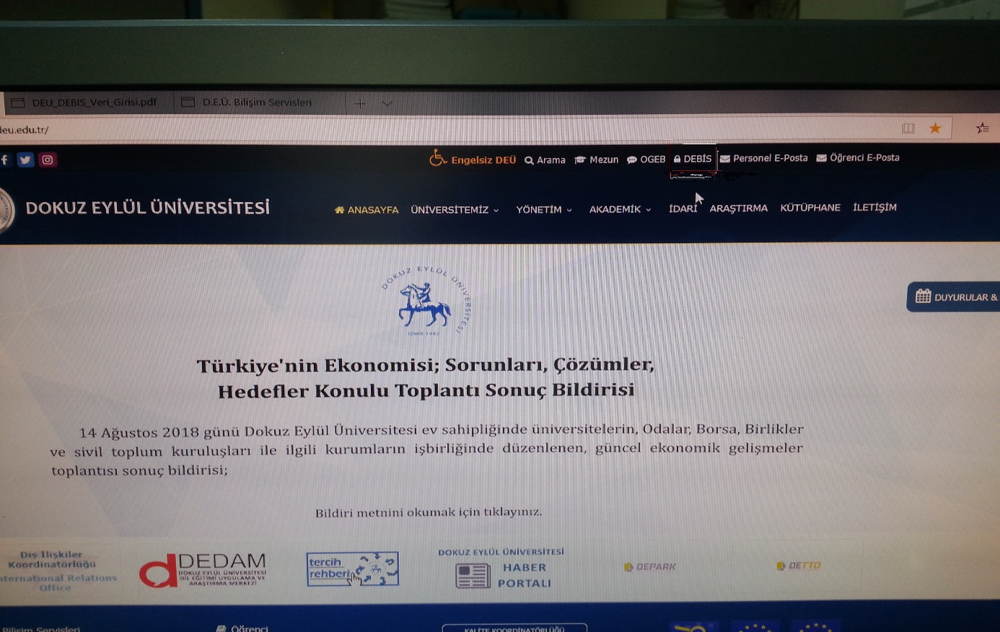 DEU_DEBIS_Veri_Girisi.pdf
D.E.Ü. Bilişim Servisleri
deu.edu.tr/
Engelsiz DEÜ Arama Mezun OGEB DEBİS Personel E-Posta Öğrenci E-Posta
DOKUZ EYLÜL ÜNİVERSİTESİ
ANASAYFA ÜNİVERSİTEMİZ YÖNETİM AKADEMİK İDARİ ARAŞTIRMA KÜTÜPHANE İLETİŞİM
DOKUZ EYLÜL ÜNİVERSİTESİ
İZMİR-1982
DUYURULAR &
Türkiye'nin Ekonomisi; Sorunları, Çözümler,
Hedefler Konulu Toplantı Sonuç Bildirisi
14 Ağustos 2018 günü Dokuz Eylül Üniversitesi ev sahipliğinde üniversitelerin, Odalar, Borsa, Birlikler
ve sivil toplum kuruluşları ile ilgili kurumların işbirliğinde düzenlenen, güncel ekonomik gelişmeler
toplantısı sonuç bildirisi;
Bildiri metnini okumak için tıklayınız.
Dış İlişkiler
Koordinatörlüğü
nternational Relations
Office
DEDAM
DOKUZ EYLÜL ÜNİVERSİTESİ
DİL EĞİTİMİ UYGULAMA VE
ARAŞTIRMA MERKEZİ
tercih
rehberi
DOKUZ EYLÜL ÜNİVERSİTESİ
HABER
PORTALI
DEPARK
DETTO
Bilişim Servisleri
Öğrenci
KALİTE KOORDİNATÖRLÜĞÜ